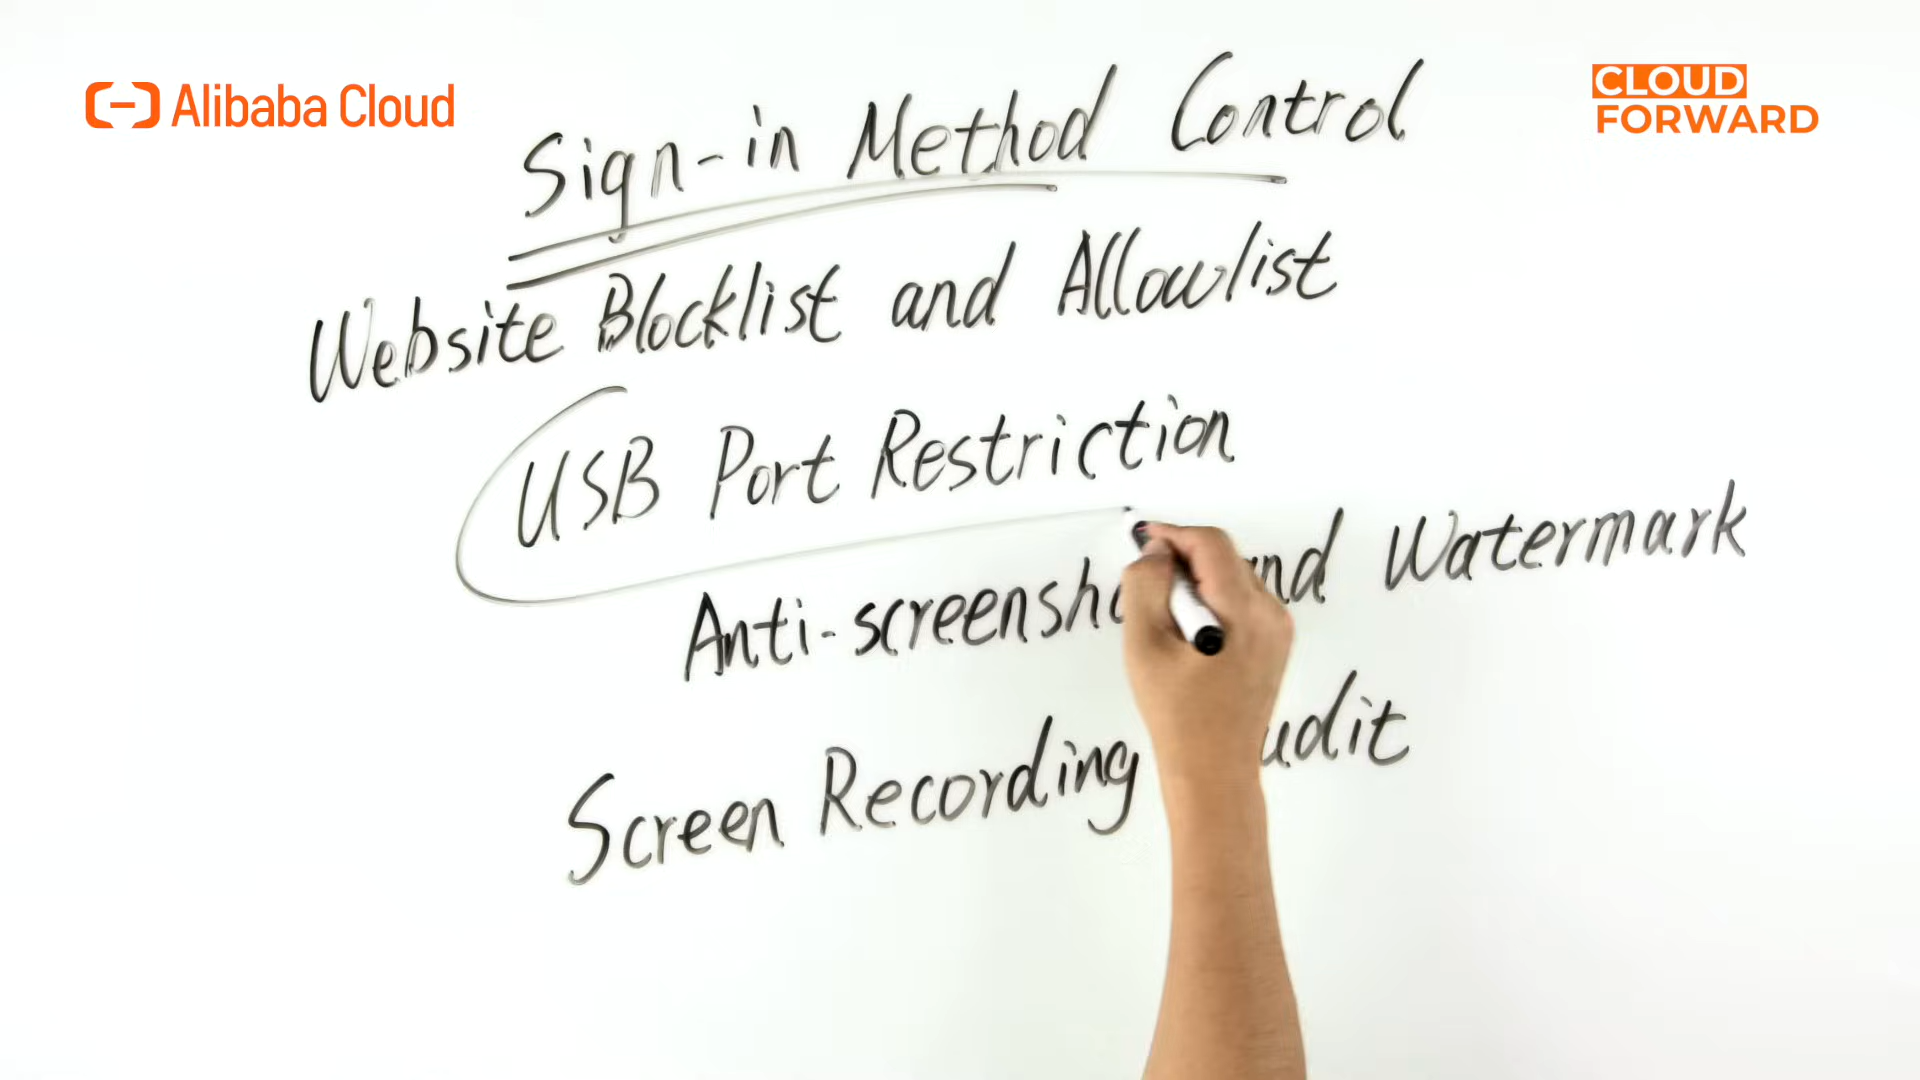 Alibaba Cloud
CLOUD
FORWARD
Sign-in Method Control
Website Blocklist and Allowlist
USB Port Restriction
Anti-screensho nd Watermark
Screen Recording udit